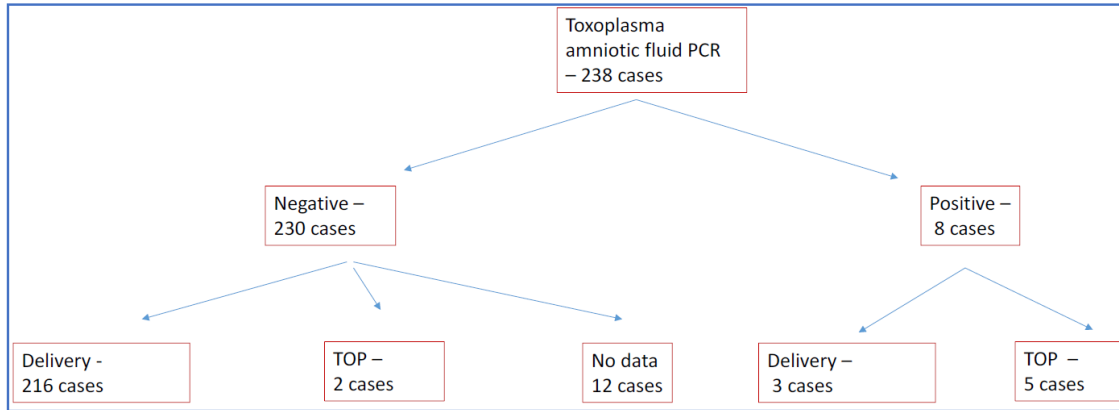 Toxoplasma
amniotic fluid PCR
– 238 cases
Negative –
230 cases
Positive –
8 cases
Delivery -
216 cases
TOP –
2 cases
No data
12 cases
Delivery –
3 cases
TOP –
5 cases